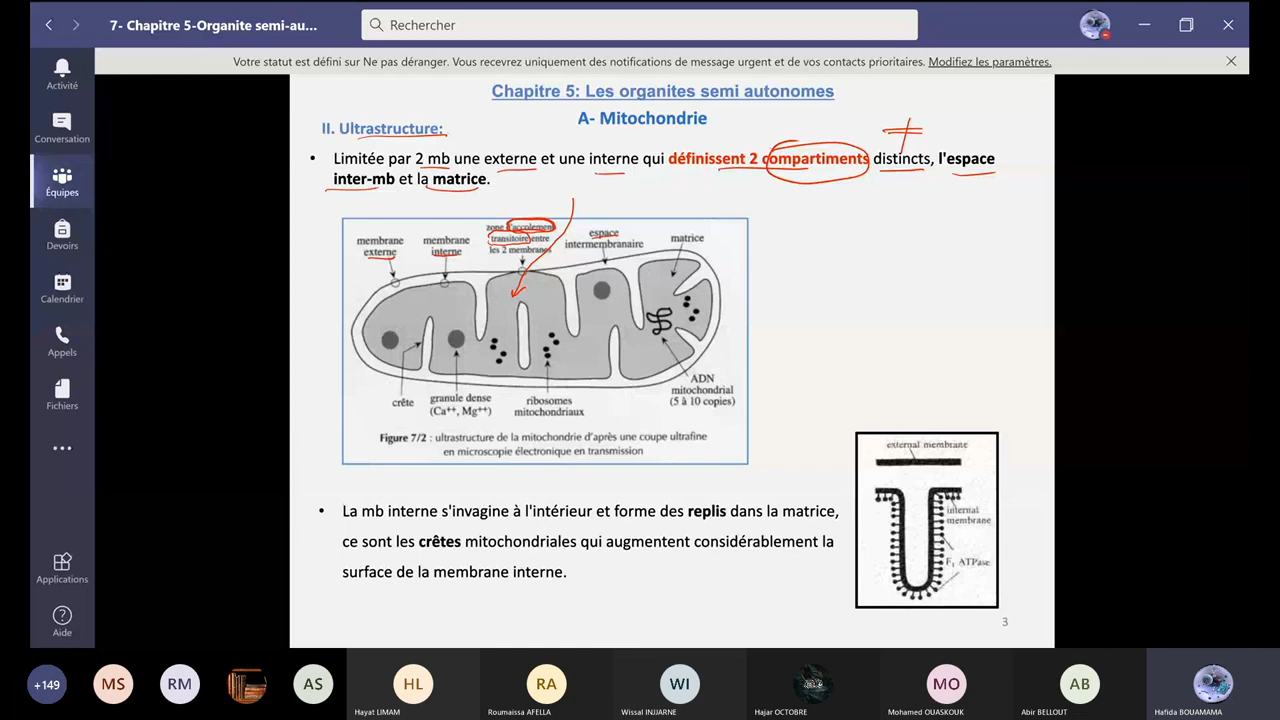 7- Chapitre 5-Organite semi-au...
Rechercher
Votre statut est défini sur Ne pas déranger. Vous recevrez uniquement des notifications de message urgent et de vos contacts prioritaires. Modifiez les paramètres.
Activité
Conversation
Équipes
Devoirs
Calendrier
Appels
Fichiers
Applications
Aide
Chapitre 5: Les organites semi autonomes
A- Mitochondrie
II. Ultrastructure:
• Limitée par 2 mb une externe et une interne qui définissent 2 compartiments distincts, l'espace
inter-mb et la matrice.
membrane
externe
membrane
interne
zone d'accolement
transitoire entre
les 2 membranes
espace
intermembranaire
matrice
crête
granule dense
(Ca++, Mg++)
ribosomes
mitochondriaux
ADN
mitochondrial
(5 à 10 copies)
Figure 7/2 : ultrastructure de la mitochondrie d'après une coupe ultrafine
en microscopie électronique en transmission
• La mb interne s'invagine à l'intérieur et forme des replis dans la matrice,
ce sont les crêtes mitochondriales qui augmentent considérablement la
surface de la membrane interne.
external membrane
internal
membrane
F₁ ATPase
3
+149
MS
RM
AS
HL
Hayat LIMAM
RA
Roumaissa AFELLA
WI
Wissal INJJARNE
Hajar OCTOBRE
MO
Mohamed OUASKOUK
AB
Abir BELLOUT
Hafida BOUAMAMA